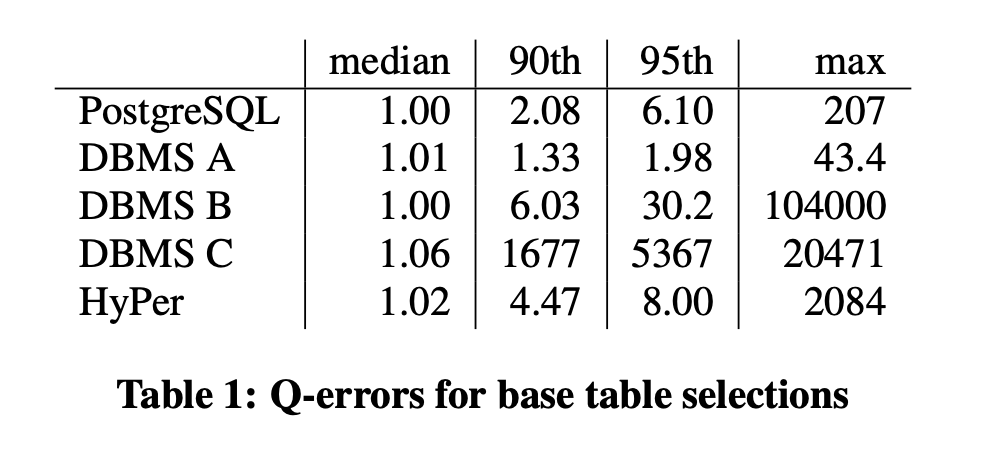 median 90th 95th max
PostgreSQL 1.00 2.08 6.10 207
DBMS A 1.01 1.33 1.98 43.4
DBMS B 1.00 6.03 30.2 104000
DBMS C 1.06 1677 5367 20471
HyPer 1.02 4.47 8.00 2084
Table 1: Q-errors for base table selections